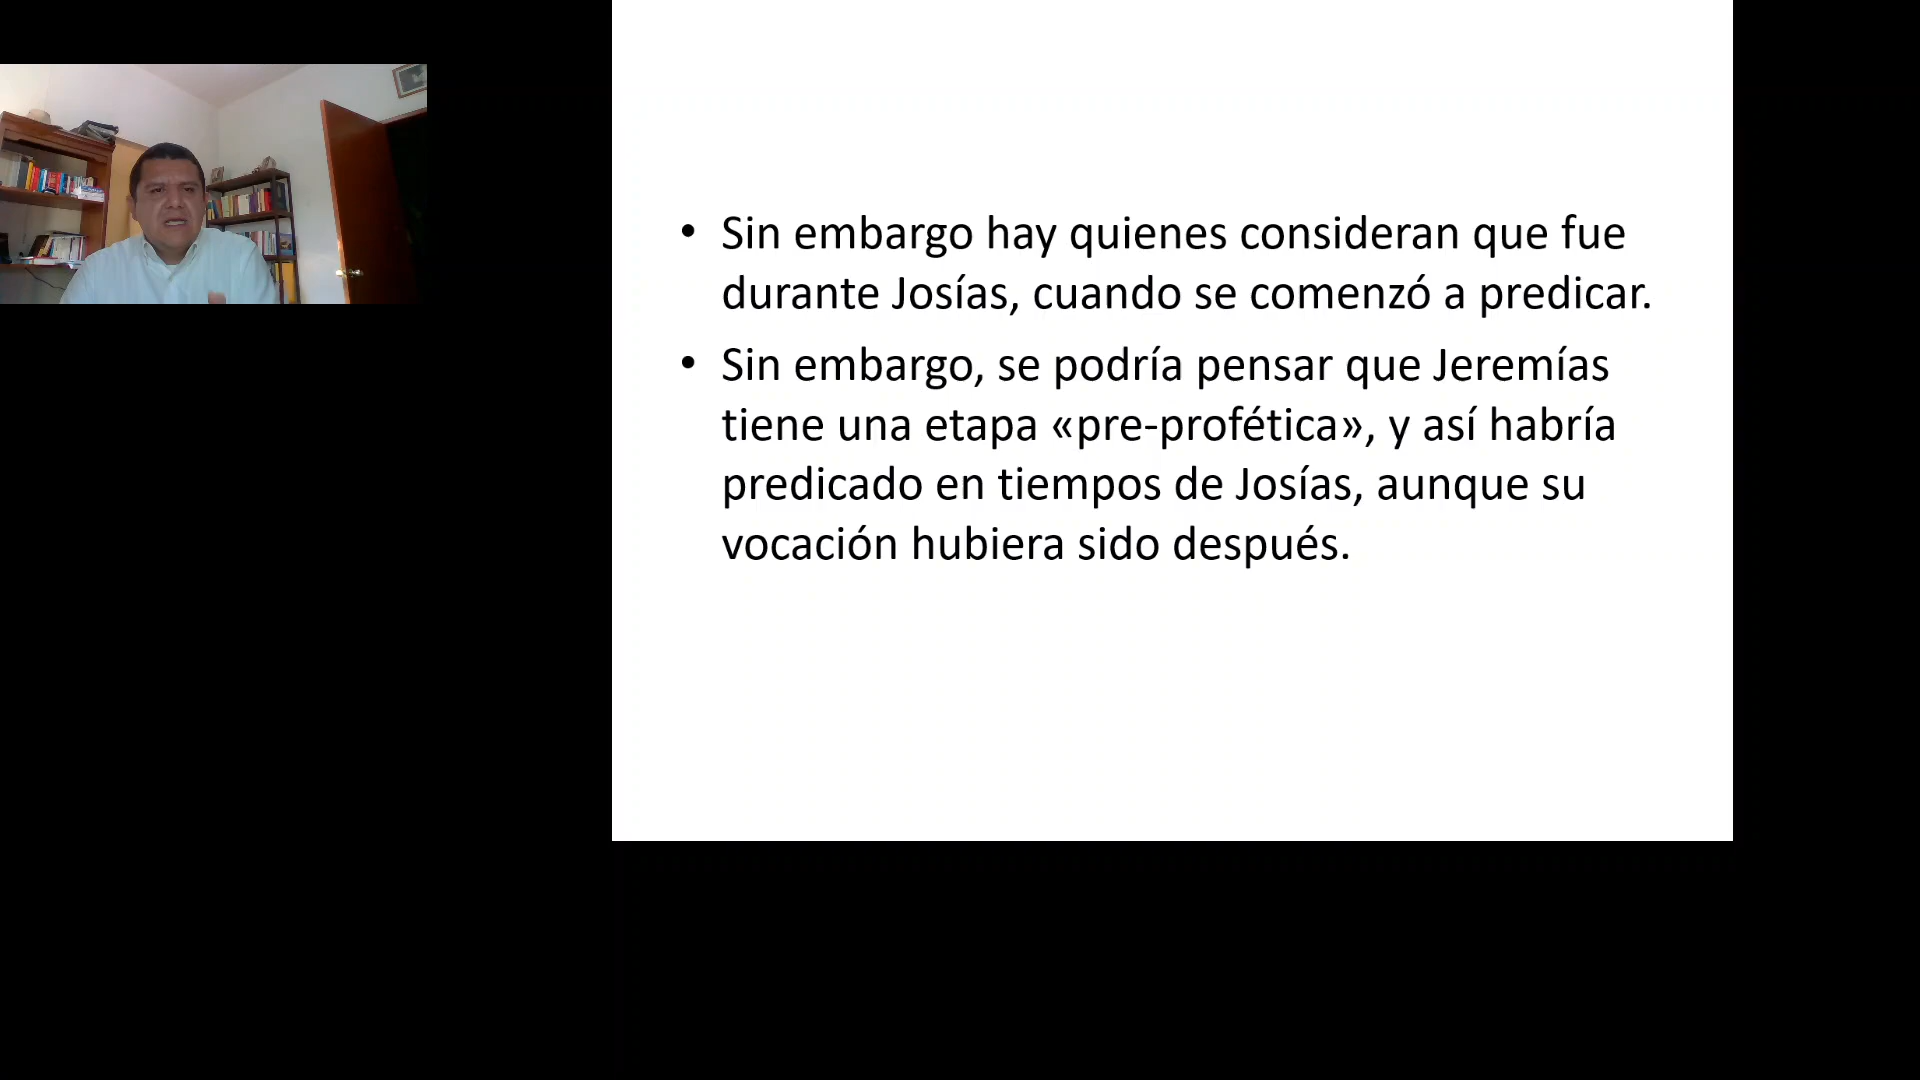 • Sin embargo hay quienes consideran que fue
durante Josías, cuando se comenzó a predicar.
• Sin embargo, se podría pensar que Jeremías
tiene una etapa «pre-profética», y así habría
predicado en tiempos de Josías, aunque su
vocación hubiera sido después.